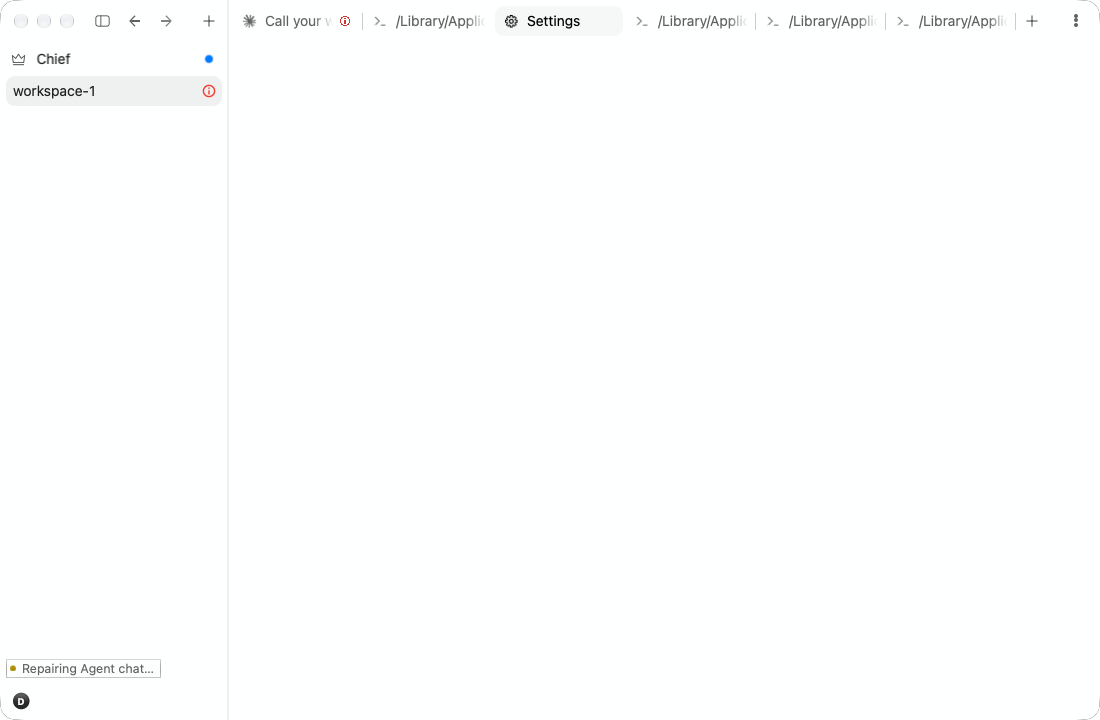 Call your
/Library/Applic
Settings
/Library/Applic
/Library/Applic
/Library/Applic
Chief
workspace-1
Repairing Agent chat...
D